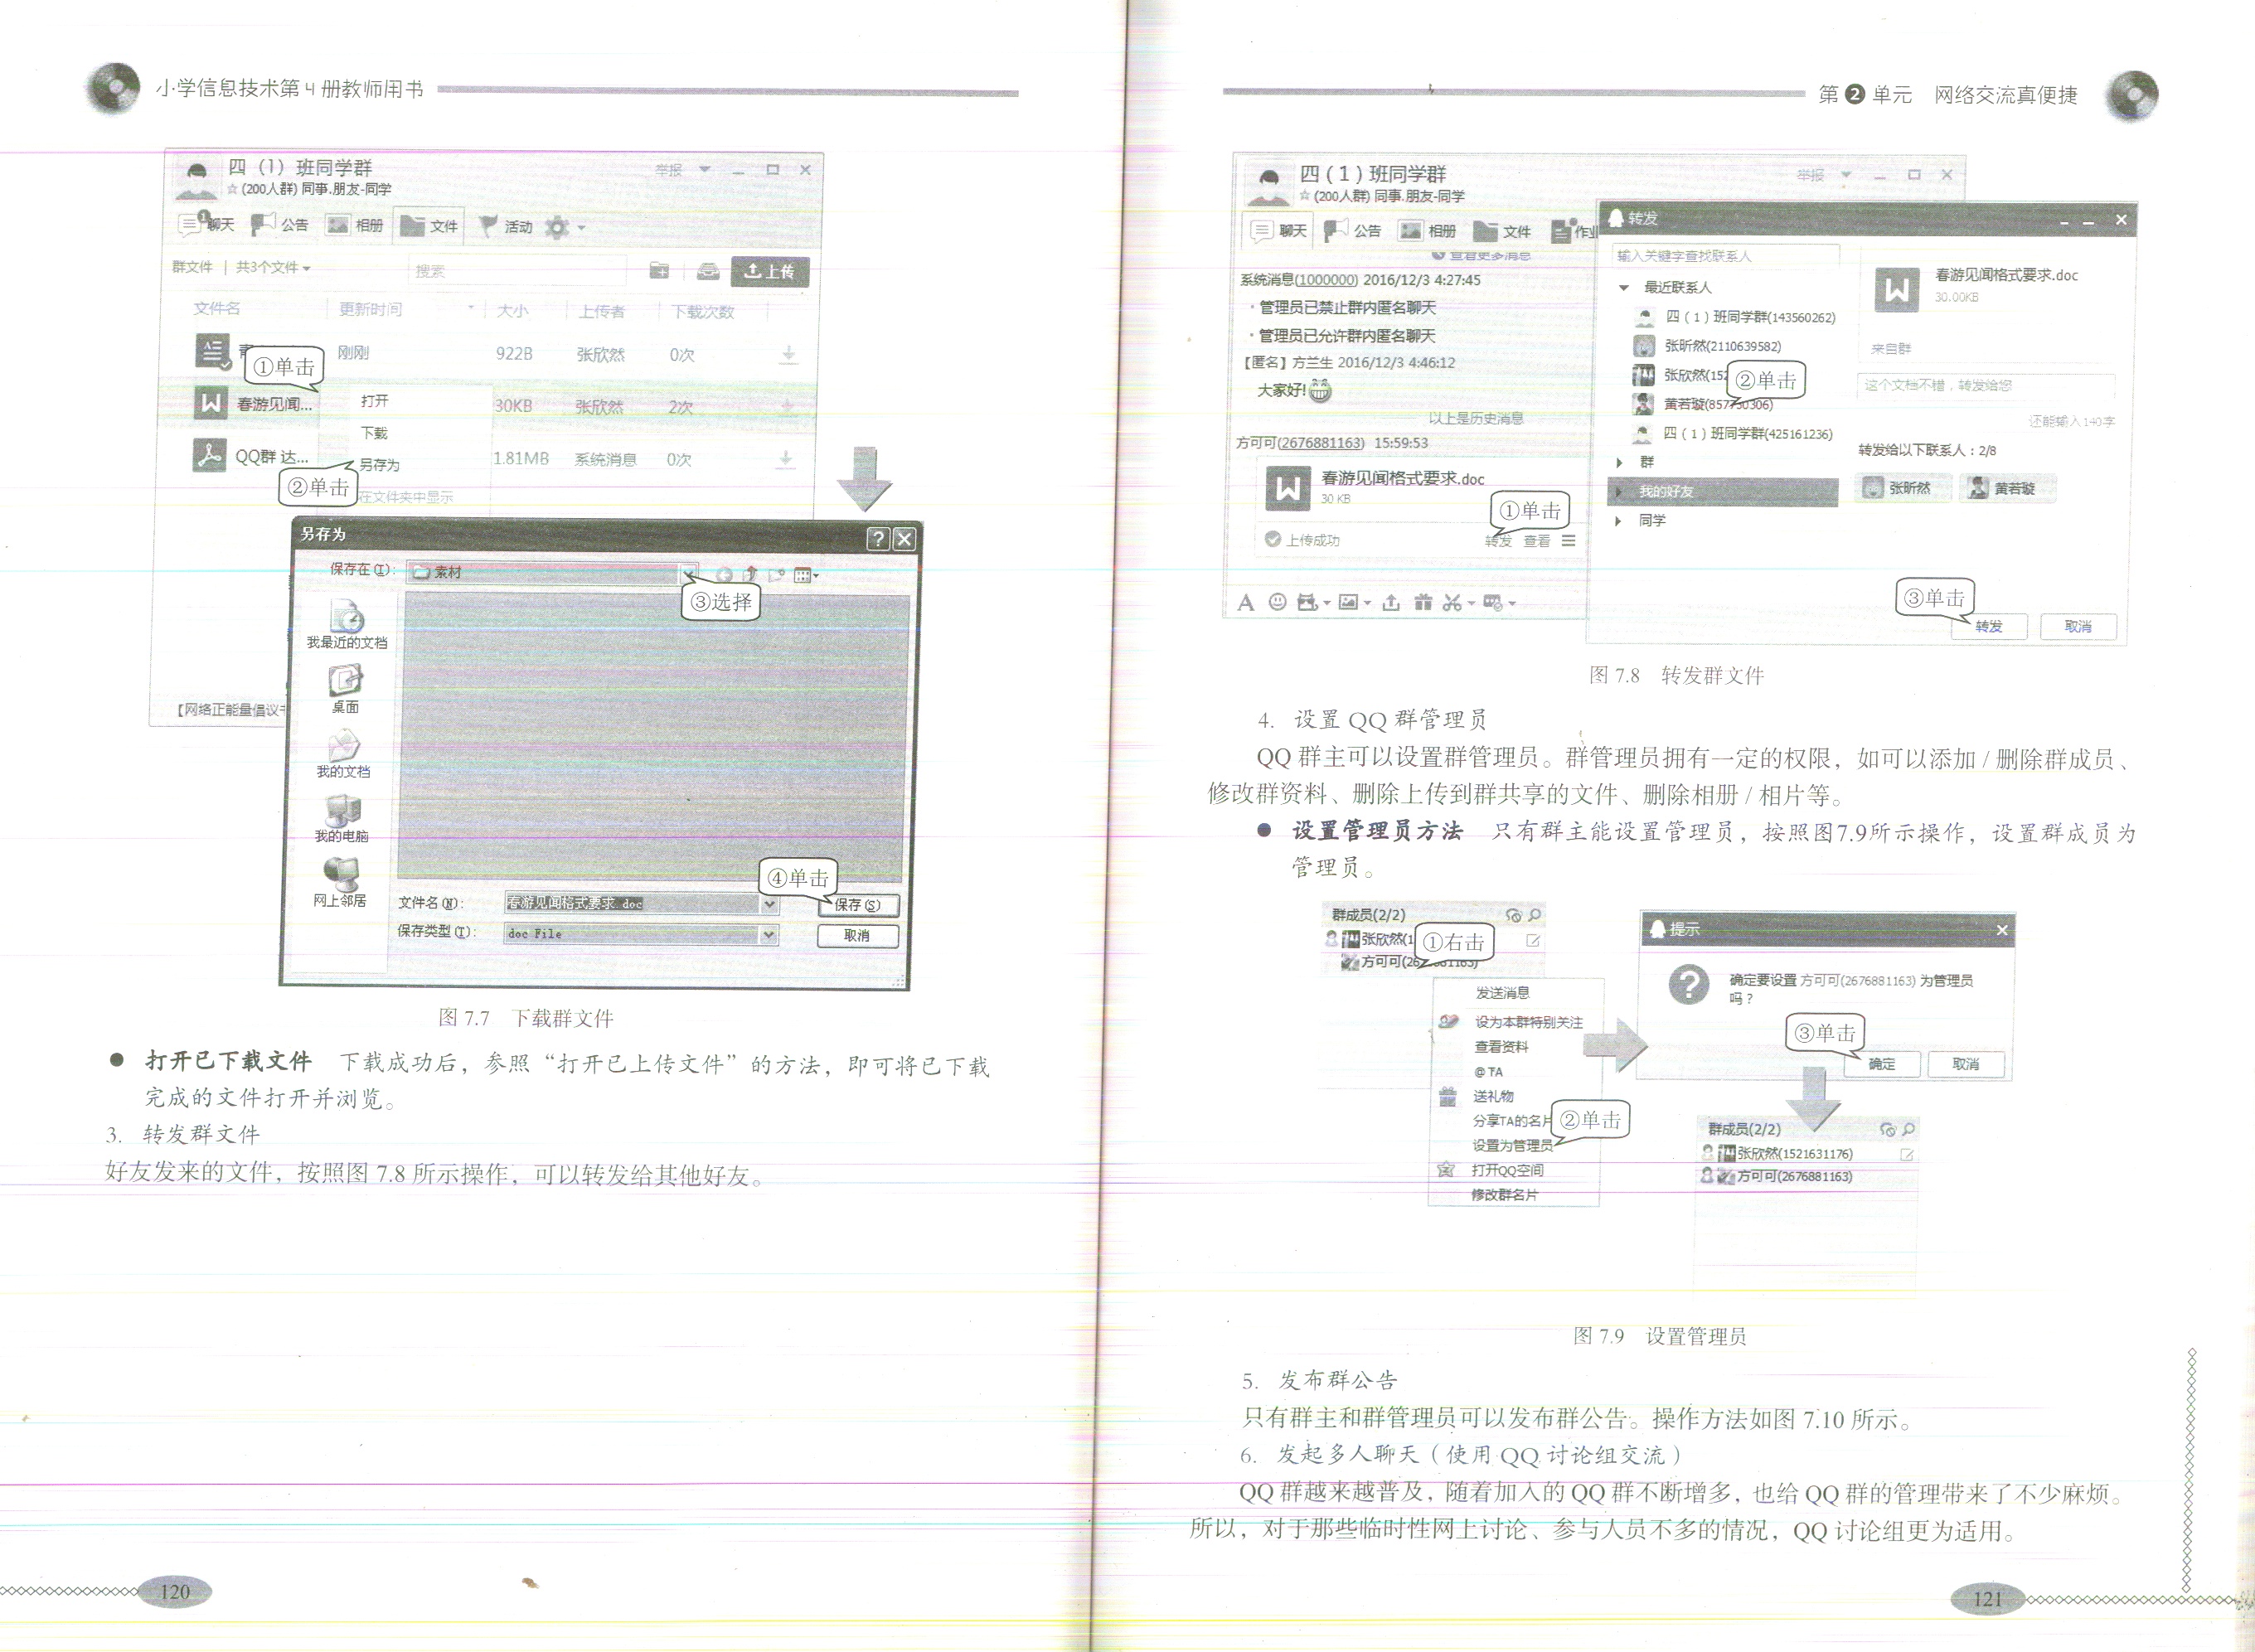 小学信息技术第4册教师用书
四（1）班同学群
举报
☆(200人群) 同事.朋友-同学
聊天 公告 相册 文件 活动
群文件 | 共3个文件
搜索
上传
文件名 更新时间 大小 上传者 下载次数
刚刚 922B 张欣然 0次
①单击
春游见闻... 30KB 张欣然 2次
打开
下载
QQ群 达... 1.81MB 系统消息 0次
另存为
②单击
在文件夹中显示
另存为
保存在(I): 素材
③选择
我最近的文档
桌面
【网络正能量倡议书
我的文档
我的电脑
④单击
网上邻居
文件名(N): 春游见闻格式要求.doc 保存(S)
保存类型(T): doc File 取消
图 7.7　下载群文件
● 打开已下载文件　下载成功后，参照“打开已上传文件”的方法，即可将已下载
完成的文件打开并浏览。
3. 转发群文件
好友发来的文件，按照图 7.8 所示操作，可以转发给其他好友。
120
第2单元　网络交流真便捷
四（1）班同学群
举报
☆(200人群) 同事.朋友-同学
聊天 公告 相册 文件 作业
查看更多消息
系统消息(1000000) 2016/12/3 4:27:45
·管理员已禁止群内匿名聊天
·管理员已允许群内匿名聊天
【匿名】方兰生 2016/12/3 4:46:12
大家好!
以上是历史消息
方可可(2676881163) 15:59:53
春游见闻格式要求.doc
30 KB
①单击
上传成功 转发 查看
转发
输入关键字查找联系人
最近联系人
四（1）班同学群(143560262)
张昕然(2110639582)
张欣然(152
②单击
黄若璇(857730306)
四（1）班同学群(425161236)
群
我的好友
同学
春游见闻格式要求.doc
30.00KB
来自群
这个文档不错，转发给您
还能输入140字
转发给以下联系人：2/8
张昕然 黄若璇
③单击
转发 取消
图 7.8　转发群文件
4. 设置 QQ 群管理员
QQ 群主可以设置群管理员。群管理员拥有一定的权限，如可以添加 / 删除群成员、
修改群资料、删除上传到群共享的文件、删除相册 / 相片等。
● 设置管理员方法　只有群主能设置管理员，按照图7.9所示操作，设置群成员为
管理员。
群成员(2/2)
张欣然(1
①右击
方可可(2676881163)
发送消息
设为本群特别关注
查看资料
@TA
送礼物
分享TA的名片
②单击
设置为管理员
打开QQ空间
修改群名片
提示
确定要设置 方可可(2676881163) 为管理员
吗？
③单击
确定 取消
群成员(2/2)
张欣然(1521631176)
方可可(2676881163)
图 7.9　设置管理员
5. 发布群公告
只有群主和群管理员可以发布群公告。操作方法如图 7.10 所示。
6. 发起多人聊天（使用 QQ 讨论组交流）
QQ 群越来越普及，随着加入的 QQ 群不断增多，也给 QQ 群的管理带来了不少麻烦。
所以，对于那些临时性网上讨论、参与人员不多的情况，QQ 讨论组更为适用。
121